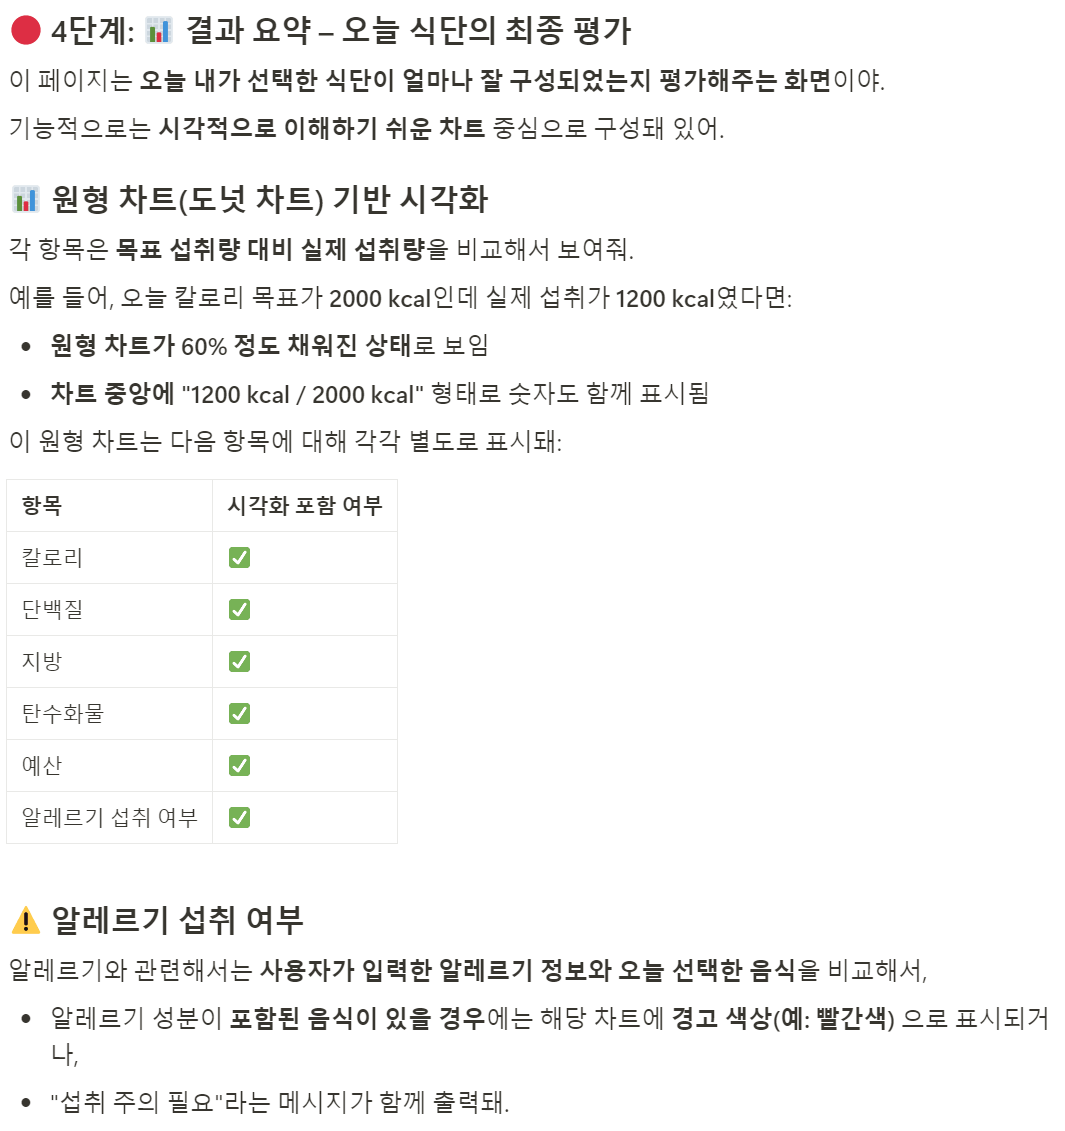 🔴 4단계: 📊 결과 요약 – 오늘 식단의 최종 평가
이 페이지는 오늘 내가 선택한 식단이 얼마나 잘 구성되었는지 평가해주는 화면이야.
기능적으로는 시각적으로 이해하기 쉬운 차트 중심으로 구성돼 있어.
📊 원형 차트(도넛 차트) 기반 시각화
각 항목은 목표 섭취량 대비 실제 섭취량을 비교해서 보여줘.
예를 들어, 오늘 칼로리 목표가 2000 kcal인데 실제 섭취가 1200 kcal였다면:
• 원형 차트가 60% 정도 채워진 상태로 보임
• 차트 중앙에 "1200 kcal / 2000 kcal" 형태로 숫자도 함께 표시됨
이 원형 차트는 다음 항목에 대해 각각 별도로 표시돼:
항목 시각화 포함 여부
칼로리 ✅
단백질 ✅
지방 ✅
탄수화물 ✅
예산 ✅
알레르기 섭취 여부 ✅
⚠️ 알레르기 섭취 여부
알레르기와 관련해서는 사용자가 입력한 알레르기 정보와 오늘 선택한 음식을 비교해서,
• 알레르기 성분이 포함된 음식이 있을 경우에는 해당 차트에 경고 색상(예: 빨간색) 으로 표시되거
나,
• "섭취 주의 필요"라는 메시지가 함께 출력돼.